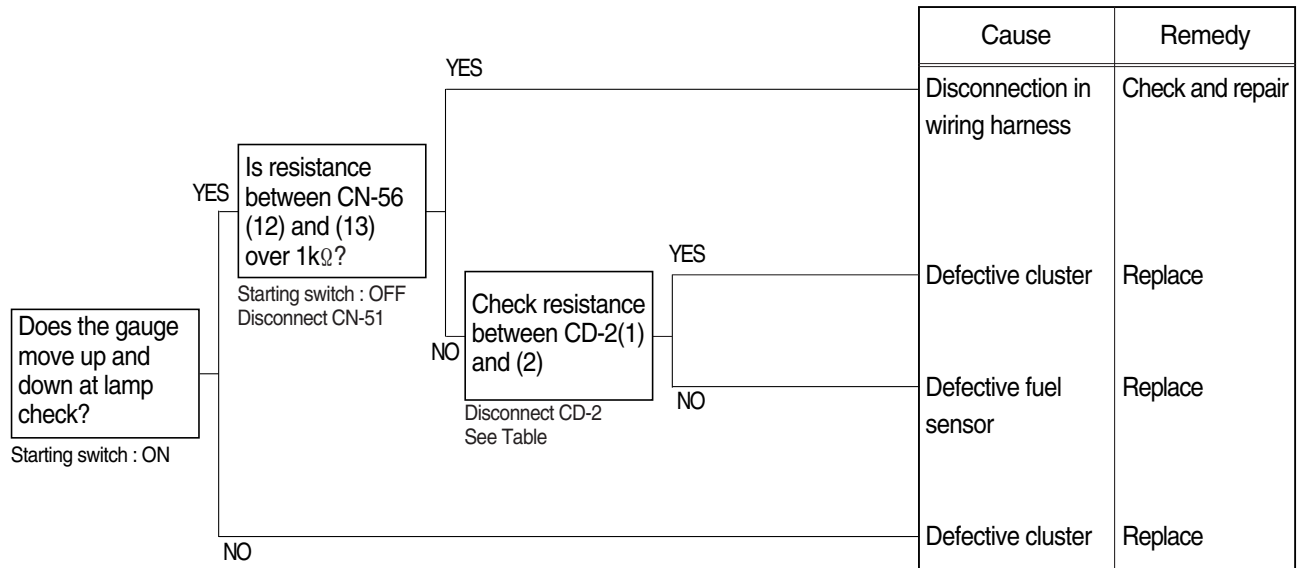 Cause
Remedy
YES
Disconnection in
wiring harness
Check and repair
YES
Is resistance
between CN-56
(12) and (13)
over 1kΩ?
Starting switch : OFF
Disconnect CN-51
YES
Defective cluster
Replace
Does the gauge
move up and
down at lamp
check?
Starting switch : ON
NO
Check resistance
between CD-2(1)
and (2)
Disconnect CD-2
See Table
NO
Defective fuel
sensor
Replace
NO
Defective cluster
Replace